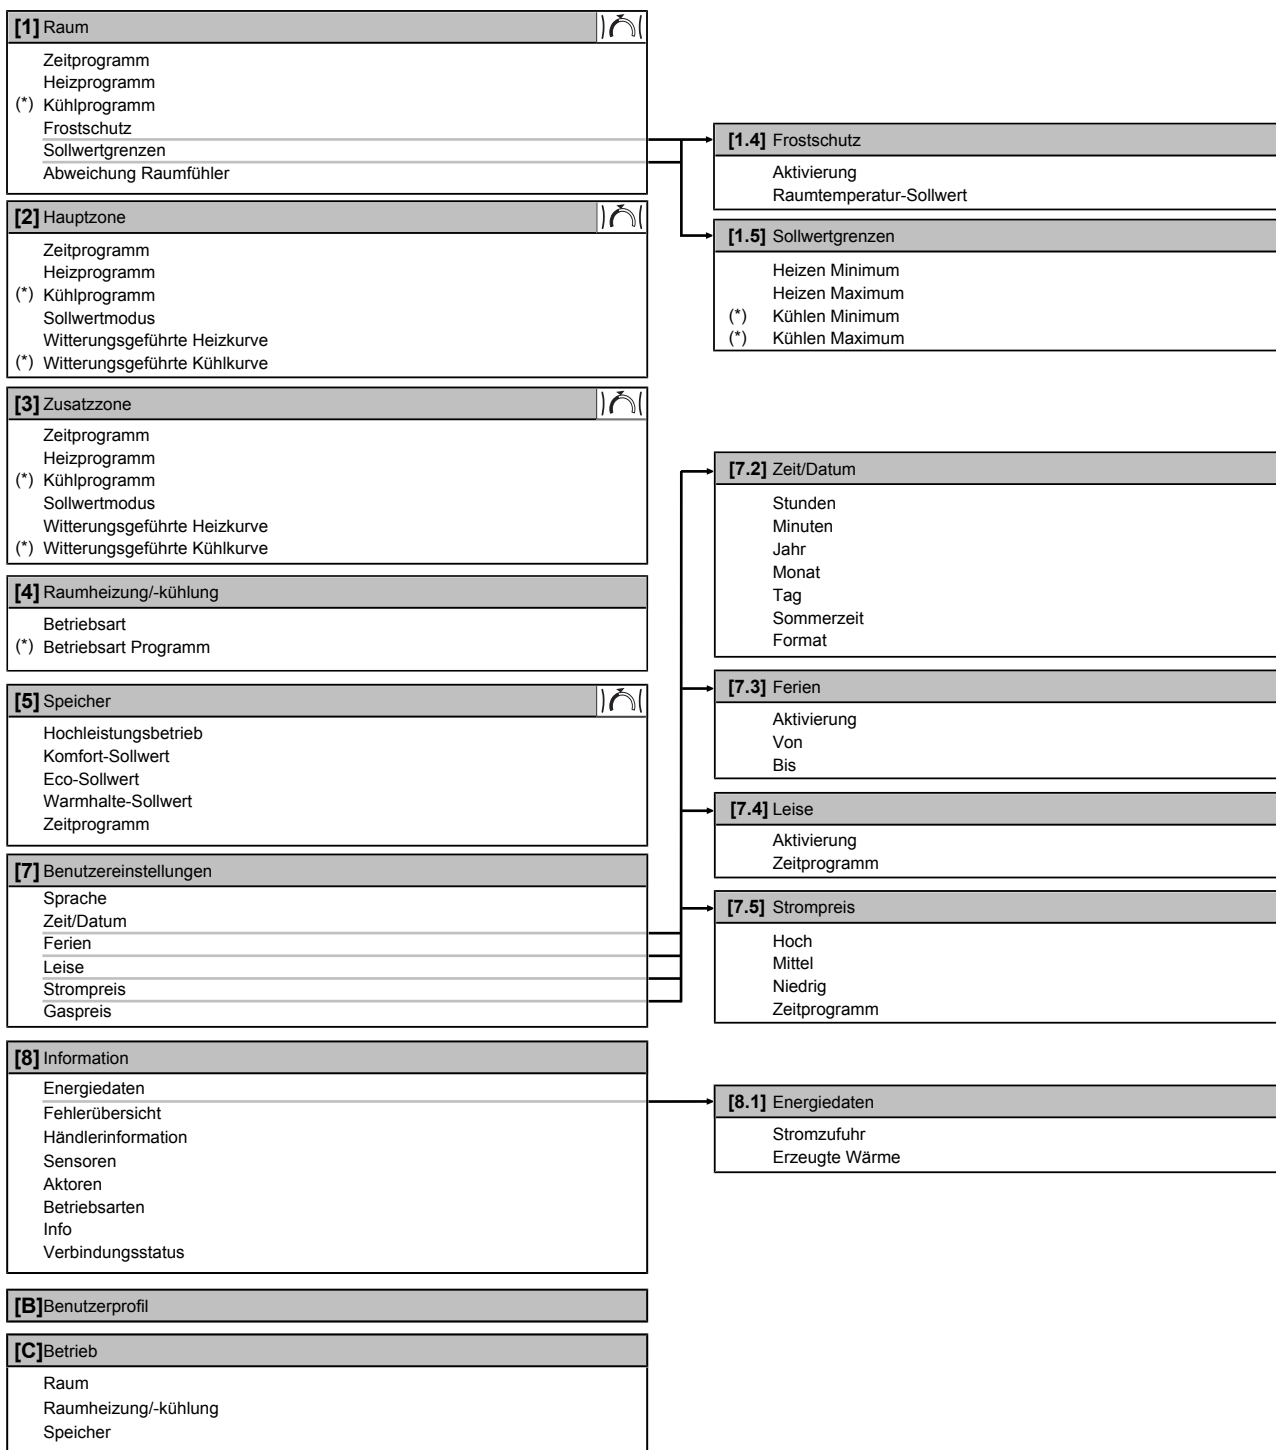 [1] Raum
Zeitprogramm
Heizprogramm
(*) Kühlprogramm
Frostschutz
Sollwertgrenzen
Abweichung Raumfühler
[2] Hauptzone
Zeitprogramm
Heizprogramm
(*) Kühlprogramm
Sollwertmodus
Witterungsgeführte Heizkurve
(*) Witterungsgeführte Kühlkurve
[3] Zusatzzone
Zeitprogramm
Heizprogramm
(*) Kühlprogramm
Sollwertmodus
Witterungsgeführte Heizkurve
(*) Witterungsgeführte Kühlkurve
[4] Raumheizung/-kühlung
Betriebsart
(*) Betriebsart Programm
[5] Speicher
Hochleistungsbetrieb
Komfort-Sollwert
Eco-Sollwert
Warmhalte-Sollwert
Zeitprogramm
[7] Benutzereinstellungen
Sprache
Zeit/Datum
Ferien
Leise
Strompreis
Gaspreis
[8] Information
Energiedaten
Fehlerübersicht
Händlerinformation
Sensoren
Aktoren
Betriebsarten
Info
Verbindungsstatus
[B] Benutzerprofil
[C] Betrieb
Raum
Raumheizung/-kühlung
Speicher
[1.4] Frostschutz
Aktivierung
Raumtemperatur-Sollwert
[1.5] Sollwertgrenzen
Heizen Minimum
Heizen Maximum
(*) Kühlen Minimum
(*) Kühlen Maximum
[7.2] Zeit/Datum
Stunden
Minuten
Jahr
Monat
Tag
Sommerzeit
Format
[7.3] Ferien
Aktivierung
Von
Bis
[7.4] Leise
Aktivierung
Zeitprogramm
[7.5] Strompreis
Hoch
Mittel
Niedrig
Zeitprogramm
[8.1] Energiedaten
Stromzufuhr
Erzeugte Wärme